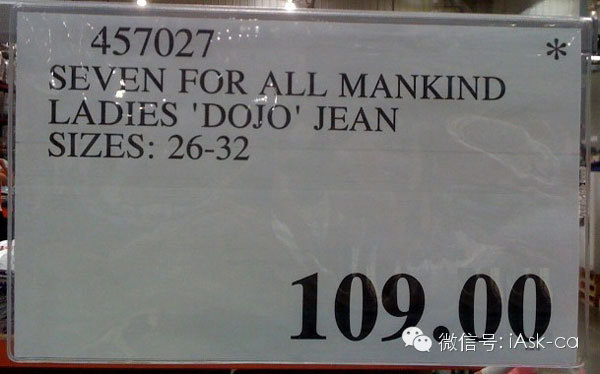 457027
*
SEVEN FOR ALL MANKIND
LADIES 'DOJO' JEAN
SIZES: 26-32
109.00
微信号: iAsk-ca